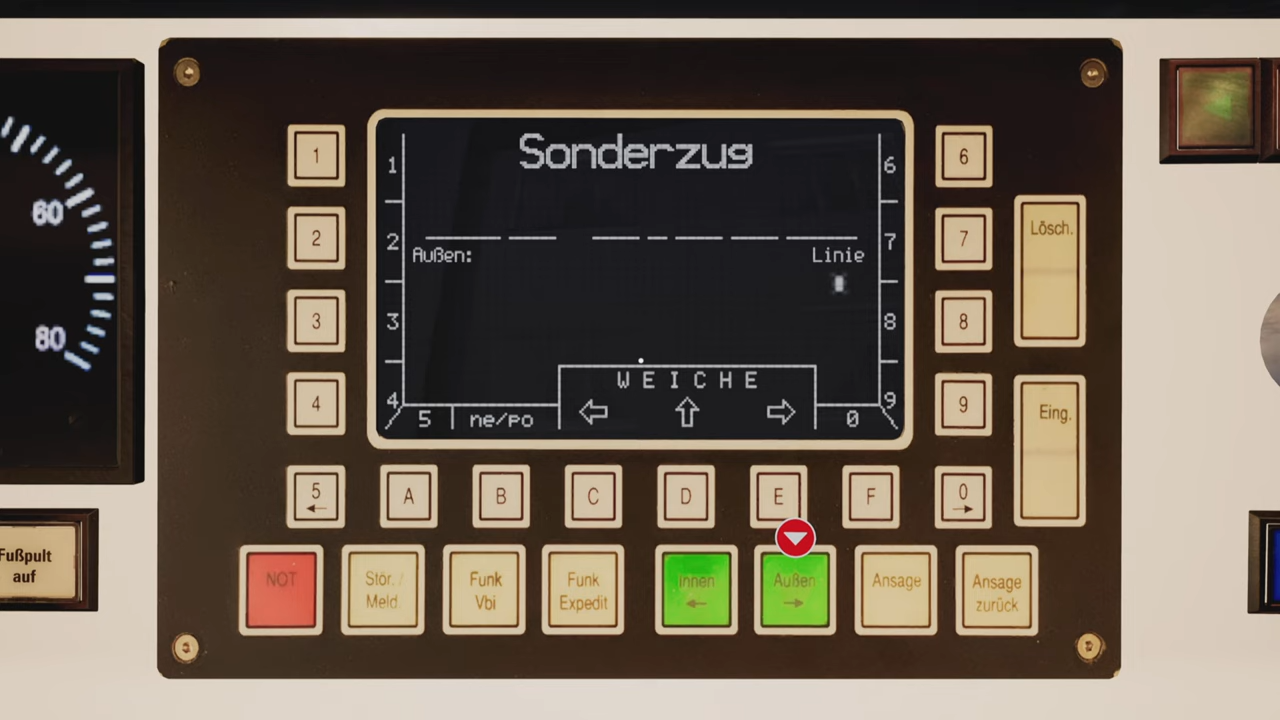 Sonderzug
Außen:
Linie
WEICHE
5 ne/po
0
1
2
3
4
6
7
8
9
1
2
3
4
5
A
B
C
D
E
F
6
7
8
9
0
Lösch.
Eing.
NOT
Stör. /
Meld.
Funk
Vbi
Funk
Expedit
Innen
Außen
Ansage
Ansage
zurück
60
80
Fußpult
auf